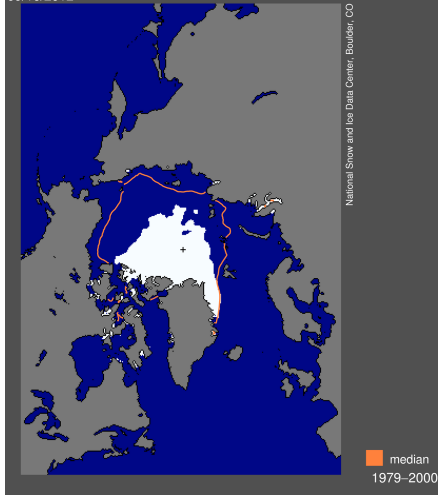 National Snow and Ice Data Center, Boulder, CO
median
1979–2000